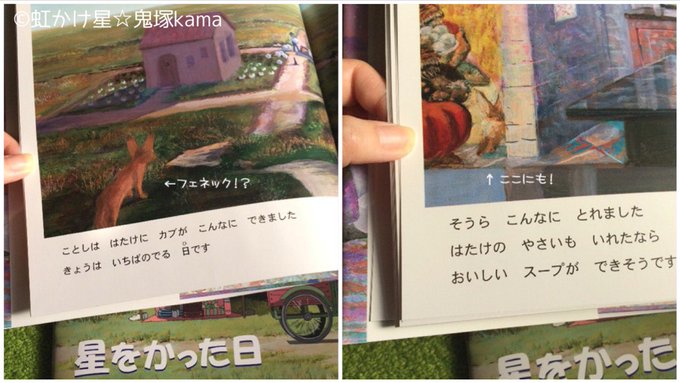 ©虹かけ星☆鬼塚kama
←フェネック!?
ことしは はたけに カブが こんなに できました
きょうは いちばのでる 日です
ひ
星をかった日
↑ ここにも!
そうら こんなに とれました
はたけの やさいも いれたなら
おいしい スープが できそうです
星をかった